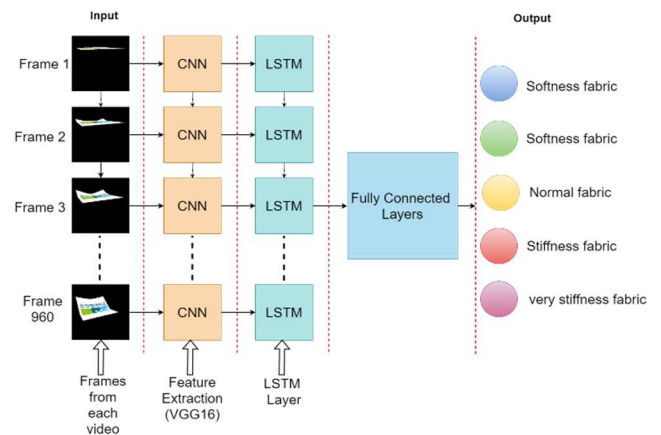 Input
Output
Frame 1
CNN
LSTM
Softness fabric
Frame 2
CNN
LSTM
Softness fabric
Frame 3
CNN
LSTM
Fully Connected
Layers
Normal fabric
Stiffness fabric
Frame
960
CNN
LSTM
very stiffness fabric
Frames
from
each
video
Feature
Extraction
(VGG16)
LSTM
Layer